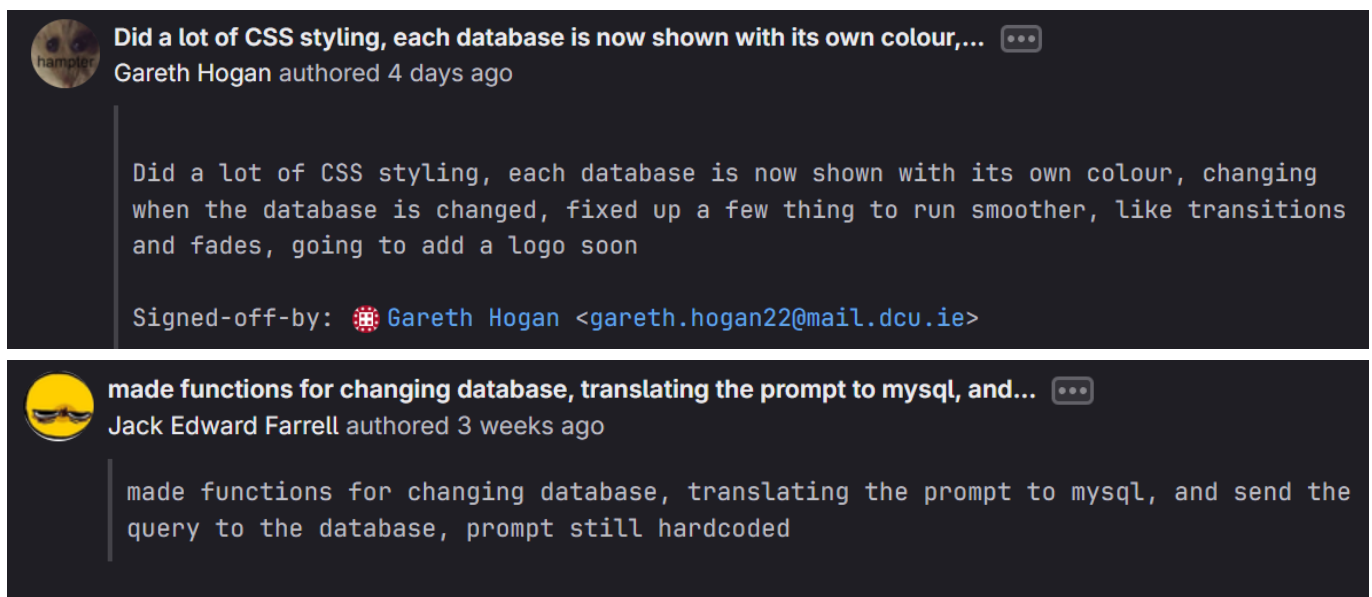 Did a lot of CSS styling, each database is now shown with its own colour,...
hampter
Gareth Hogan authored 4 days ago
Did a lot of CSS styling, each database is now shown with its own colour, changing
when the database is changed, fixed up a few thing to run smoother, like transitions
and fades, going to add a logo soon
Signed-off-by: Gareth Hogan <gareth.hogan22@mail.dcu.ie>
made functions for changing database, translating the prompt to mysql, and...
Jack Edward Farrell authored 3 weeks ago
made functions for changing database, translating the prompt to mysql, and send the
query to the database, prompt still hardcoded